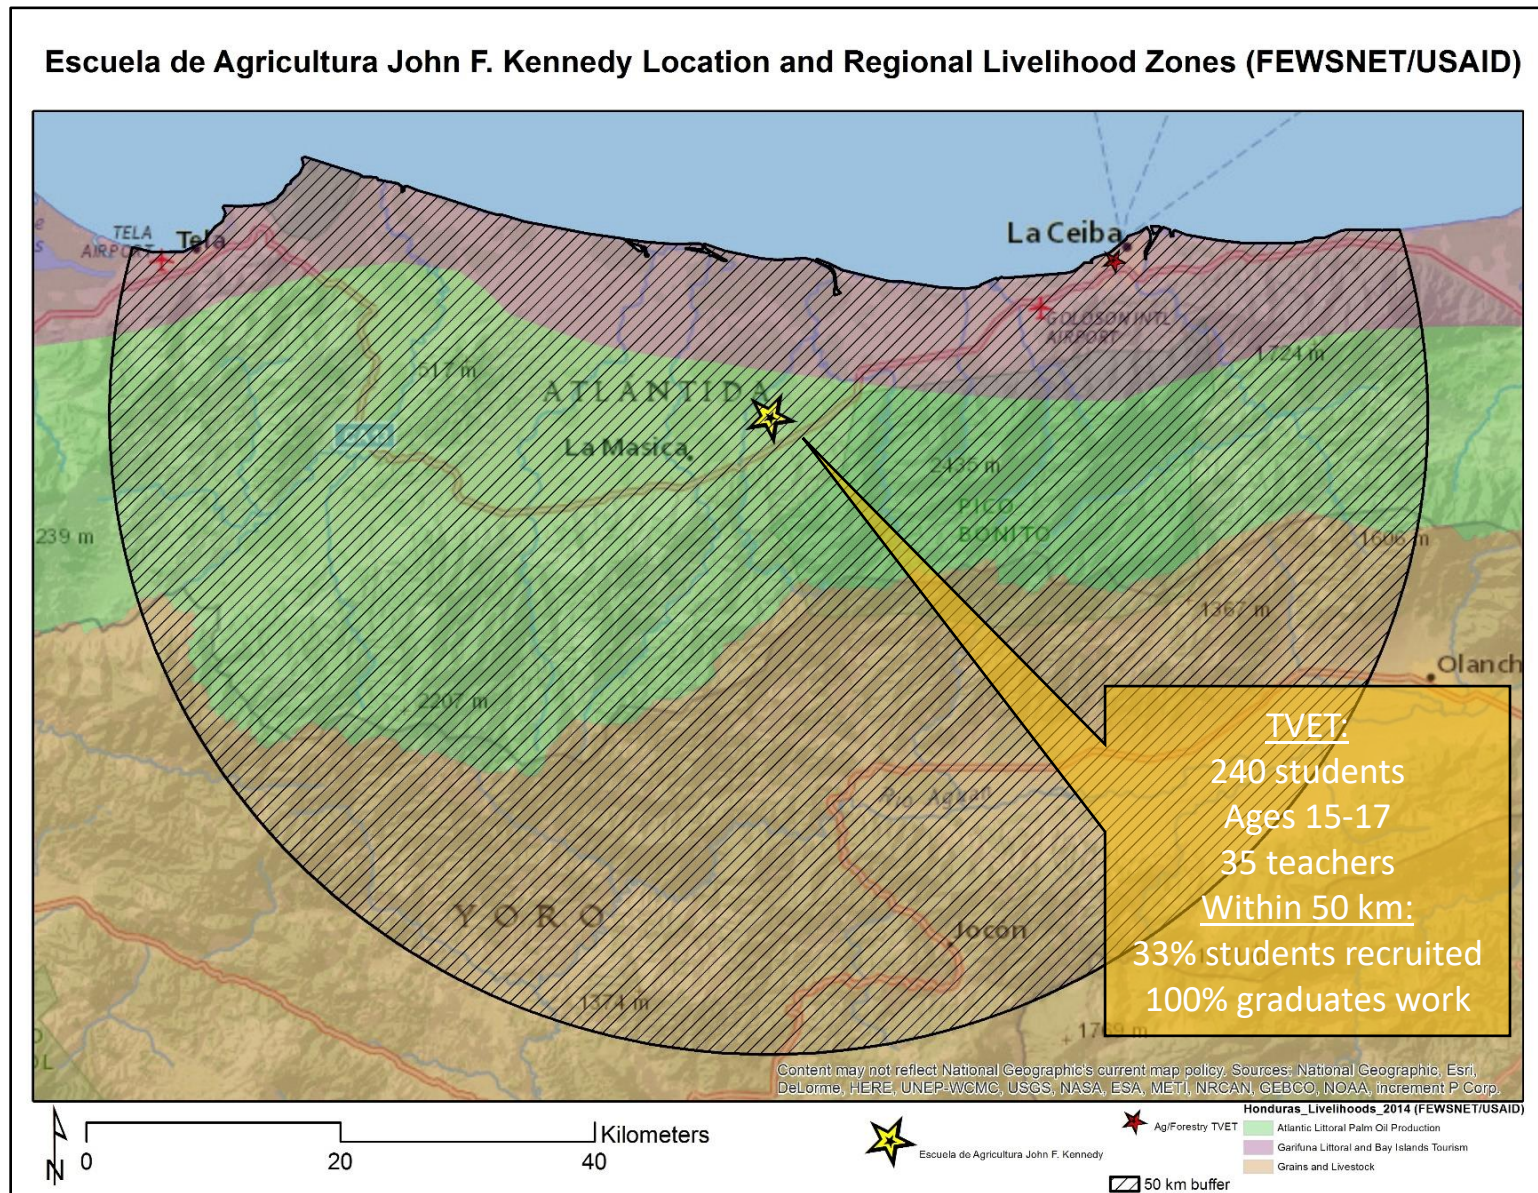 Escuela de Agricultura John F. Kennedy Location and Regional Livelihood Zones (FEWSNET/USAID)
TELA
AIRPORT
Tela
La Ceiba
GOLOSON INTL
AIRPORT
1724 m
517 m
ATLÁNTIDA
La Masica
2435 m
PICO
BONITO
239 m
1606 m
1367 m
Olanch
2207 m
Río Aguán
YORO
Jocón
1374 m
1769 m
TVET:
240 students
Ages 15-17
35 teachers
Within 50 km:
33% students recruited
100% graduates work
Content may not reflect National Geographic's current map policy. Sources: National Geographic, Esri,
DeLorme, HERE, UNEP-WCMC, USGS, NASA, ESA, METI, NRCAN, GEBCO, NOAA, increment P Corp.
N
0
20
40
Kilometers
Escuela de Agricultura John F. Kennedy
Ag/Forestry TVET
50 km buffer
Honduras_Livelihoods_2014 (FEWSNET/USAID)
Atlantic Littoral Palm Oil Production
Garifuna Littoral and Bay Islands Tourism
Grains and Livestock